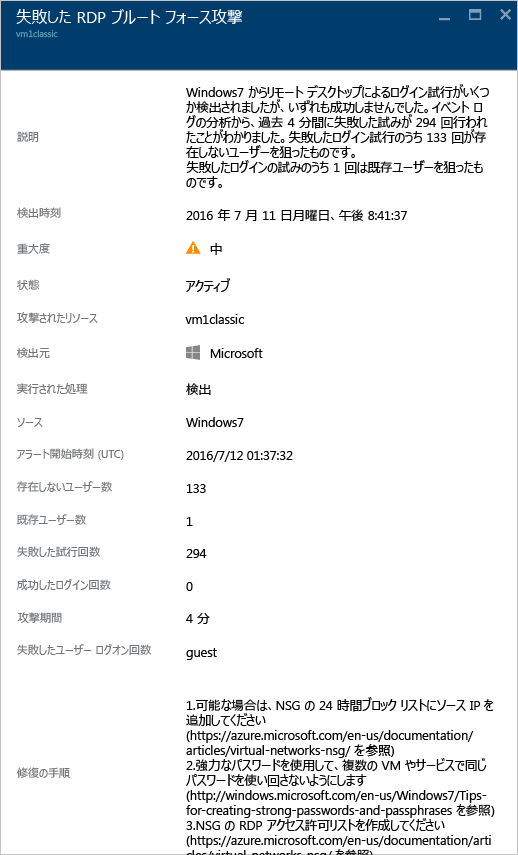 失敗した RDP ブルート フォース攻撃
vm1classic
説明
Windows7 からリモート デスクトップによるログイン試行がいくつ
か検出されましたが、いずれも成功しませんでした。イベント ロ
グの分析から、過去 4 分間に失敗した試みが 294 回行われ
たことがわかりました。失敗したログイン試行のうち 133 回が存
在しないユーザーを狙ったものです。
失敗したログインの試みのうち 1 回は既存ユーザーを狙ったも
のです。
検出時刻 2016 年 7 月 11 日月曜日、午後 8:41:37
重大度 中
状態 アクティブ
攻撃されたリソース vm1classic
検出元 Microsoft
実行された処理 検出
ソース Windows7
アラート開始時刻 (UTC) 2016/7/12 01:37:32
存在しないユーザー数 133
既存ユーザー数 1
失敗した試行回数 294
成功したログイン回数 0
攻撃期間 4 分
失敗したユーザー ログオン回数 guest
修復の手順
1.可能な場合は、NSG の 24 時間ブロック リストにソース IP を
追加してください
(https://azure.microsoft.com/en-us/documentation/
articles/virtual-networks-nsg/ を参照)
2.強力なパスワードを使用して、複数の VM やサービスで同じ
パスワードを使い回さないようにします
(http://windows.microsoft.com/en-us/Windows7/Tips-
for-creating-strong-passwords-and-passphrases を参照)
3.NSG の RDP アクセス許可リストを作成してください
(https://azure.microsoft.com/en-us/documentation/arti
cles/virtual-networks-nsg/ を参照)